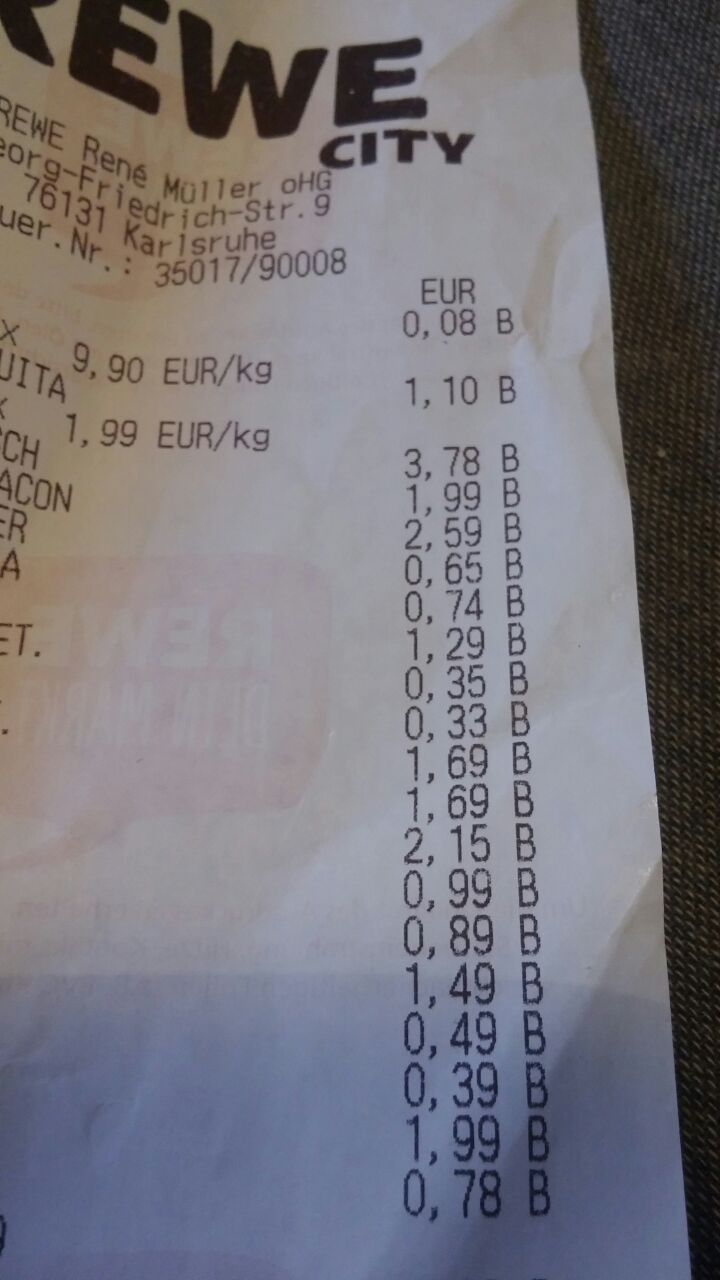 REWE
CITY
REWE René Müller oHG
eorg-Friedrich-Str.9
76131 Karlsruhe
uer.Nr.: 35017/90008
EUR
0,08 B
x 9,90 EUR/kg
UITA 1,10 B
x 1,99 EUR/kg
CH 3,78 B
ACON 1,99 B
ER 2,59 B
A 0,65 B
0,74 B
ET. 1,29 B
0,35 B
. 0,33 B
1,69 B
1,69 B
2,15 B
0,99 B
0,89 B
1,49 B
0,49 B
0,39 B
1,99 B
0,78 B